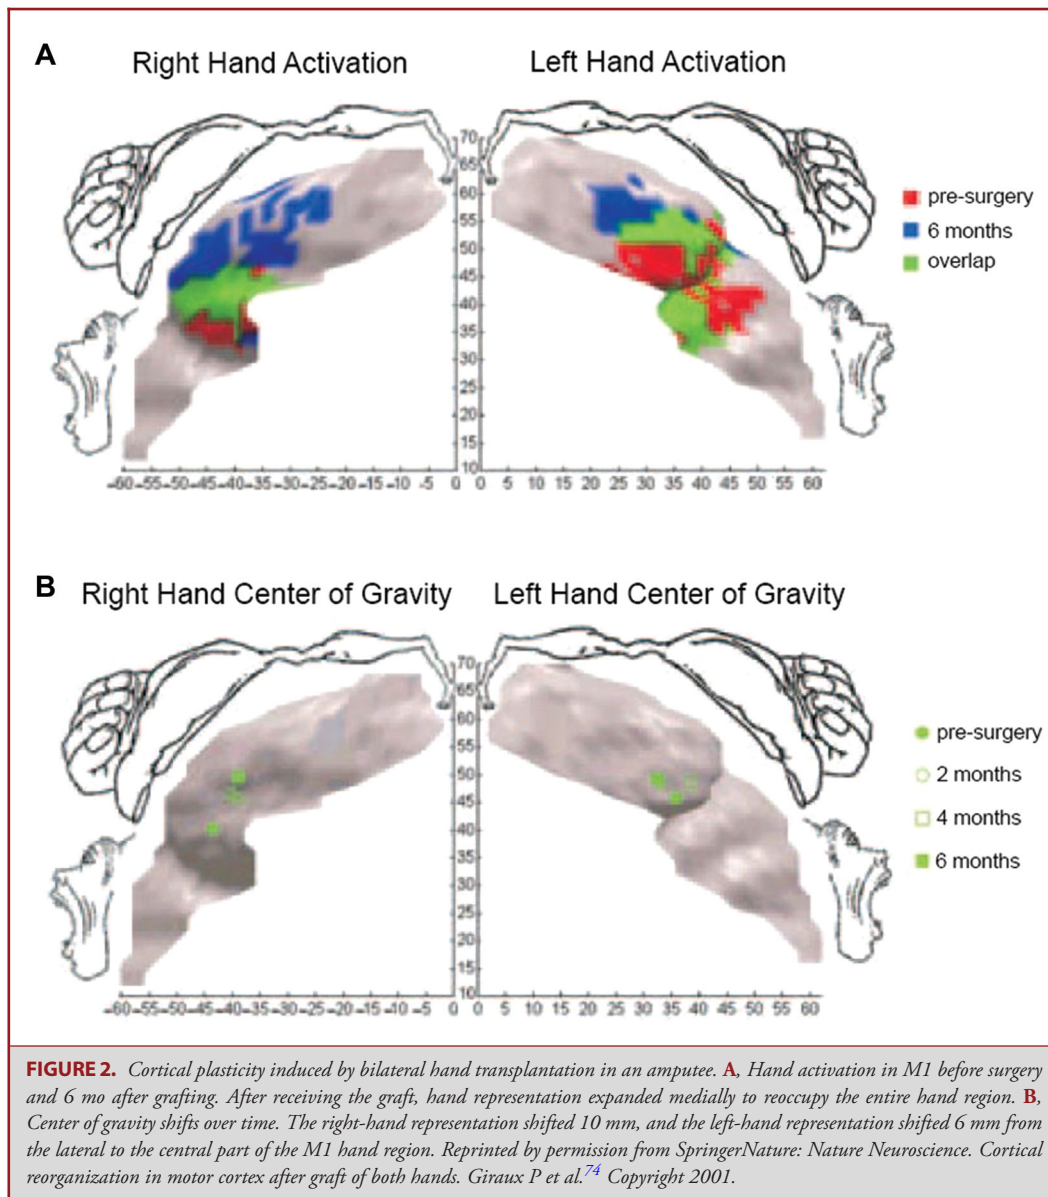 A
Right Hand Activation
Left Hand Activation
70
65
60
55
50
45
40
35
30
25
20
15
10
-60 -55 -50 -45 -40 -35 -30 -25 -20 -15 -10 -5 0
0 5 10 15 20 25 30 35 40 45 50 55 60
pre-surgery
6 months
overlap
B
Right Hand Center of Gravity
Left Hand Center of Gravity
70
65
60
55
50
45
40
35
30
25
20
15
10
-60 -55 -50 -45 -40 -35 -30 -25 -20 -15 -10 -5 0
0 5 10 15 20 25 30 35 40 45 50 55 60
pre-surgery
2 months
4 months
6 months
FIGURE 2. Cortical plasticity induced by bilateral hand transplantation in an amputee. A, Hand activation in M1 before surgery
and 6 mo after grafting. After receiving the graft, hand representation expanded medially to reoccupy the entire hand region. B,
Center of gravity shifts over time. The right-hand representation shifted 10 mm, and the left-hand representation shifted 6 mm from
the lateral to the central part of the M1 hand region. Reprinted by permission from SpringerNature: Nature Neuroscience. Cortical
reorganization in motor cortex after graft of both hands. Giraux P et al.74 Copyright 2001.